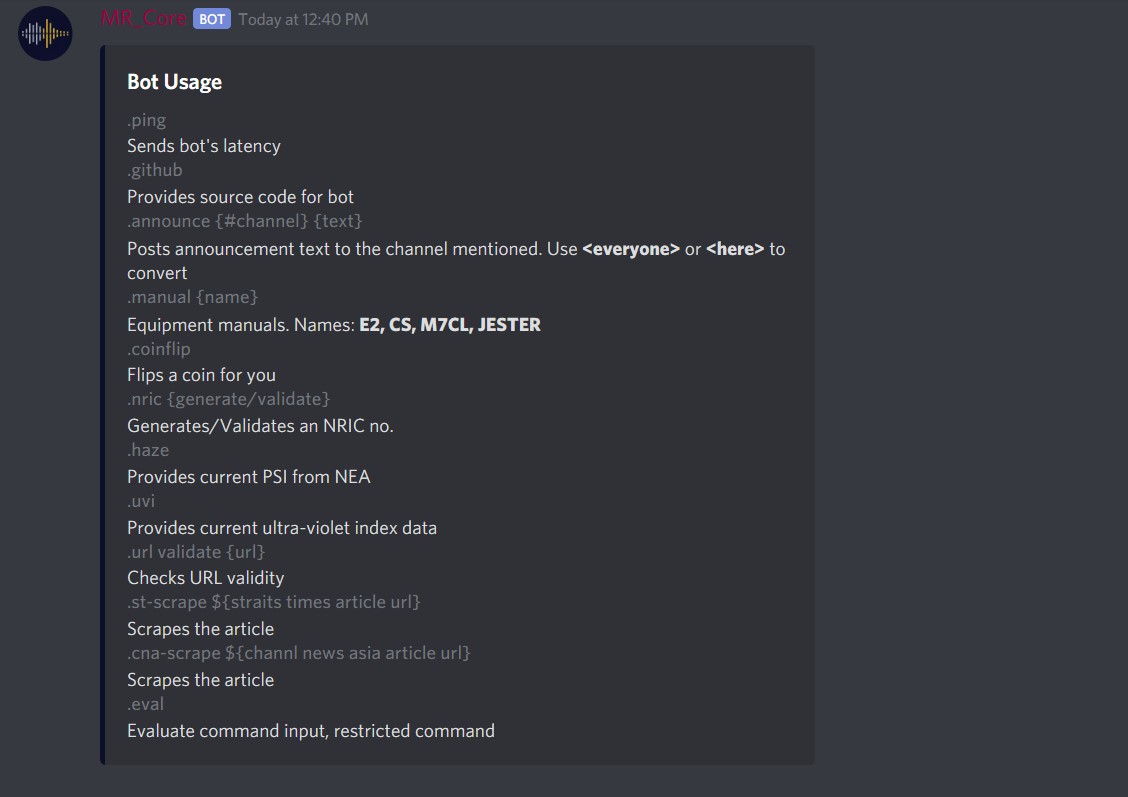 MR_Core BOT Today at 12:40 PM
Bot Usage
.ping
Sends bot's latency
.github
Provides source code for bot
.announce {#channel} {text}
Posts announcement text to the channel mentioned. Use <everyone> or <here> to
convert
.manual {name}
Equipment manuals. Names: E2, CS, M7CL, JESTER
.coinflip
Flips a coin for you
.nric {generate/validate}
Generates/Validates an NRIC no.
.haze
Provides current PSI from NEA
.uvi
Provides current ultra-violet index data
.url validate {url}
Checks URL validity
.st-scrape ${straits times article url}
Scrapes the article
.cna-scrape ${channl news asia article url}
Scrapes the article
.eval
Evaluate command input, restricted command